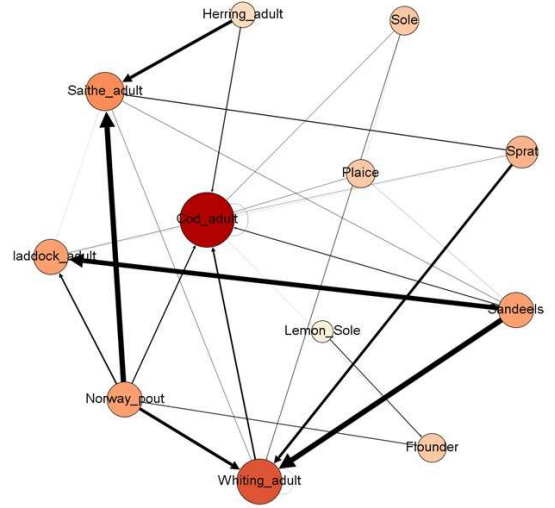 Herring_adult
Sole
Saithe_adult
Sprat
Plaice
Cod_adult
laddock_adult
Sandeels
Lemon_Sole
Norway_pout
Flounder
Whiting_adult